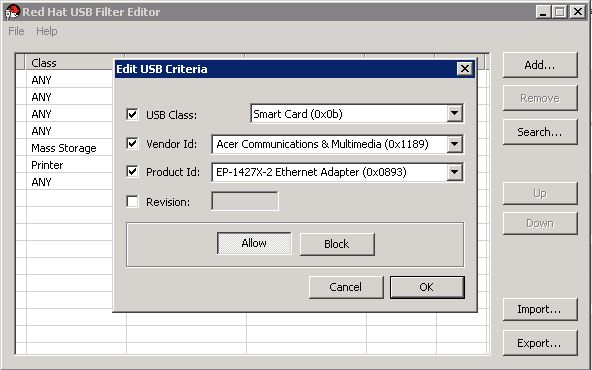 Red Hat USB Filter Editor
File Help
Class
ANY
ANY
ANY
ANY
Mass Storage
Printer
ANY
Edit USB Criteria
USB Class: Smart Card (0x0b)
Vendor Id: Acer Communications & Multimedia (0x1189)
Product Id: EP-1427X-2 Ethernet Adapter (0x0893)
Revision:
Allow Block
Cancel OK
Add...
Remove
Search...
Up
Down
Import...
Export...